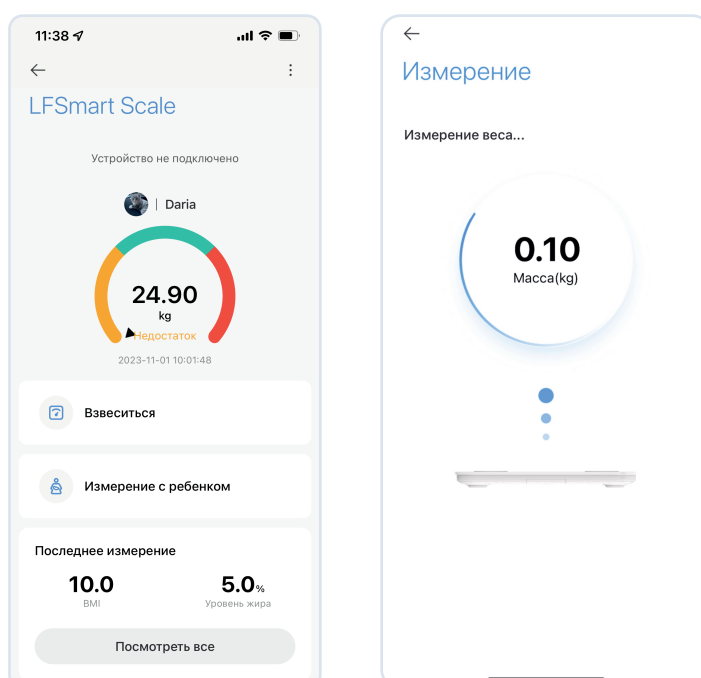 11:38
LFSmart Scale
Устройство не подключено
| Daria
24.90
kg
Недостаток
2023-11-01 10:01:48
Взвеситься
Измерение с ребенком
Последнее измерение
10.0 5.0%
BMI Уровень жира
Посмотреть все
Измерение
Измерение веса...
0.10
Масса(kg)